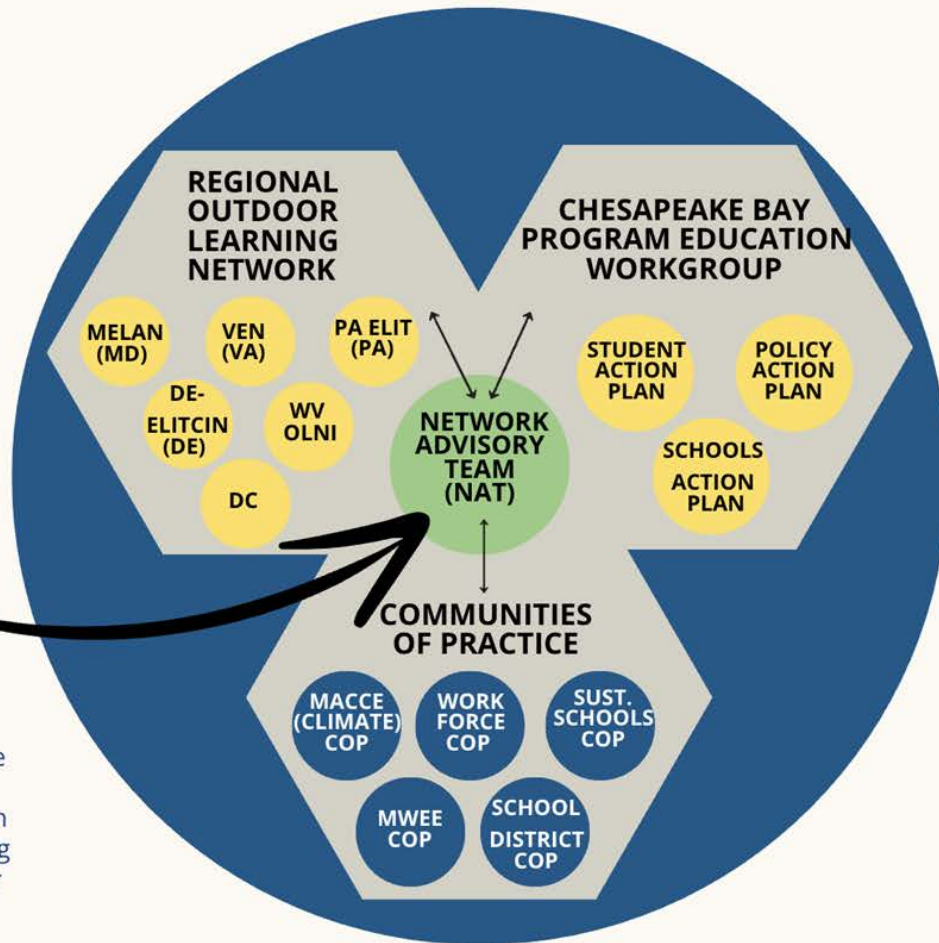 REGIONAL
OUTDOOR
LEARNING
NETWORK
MELAN
(MD)
VEN
(VA)
PA ELIT
(PA)
DE-
ELITCIN
(DE)
WV
OLNI
DC
CHESAPEAKE BAY
PROGRAM EDUCATION
WORKGROUP
STUDENT
ACTION
PLAN
POLICY
ACTION
PLAN
SCHOOLS
ACTION
PLAN
NETWORK
ADVISORY
TEAM
(NAT)
COMMUNITIES
OF PRACTICE
MACCE
(CLIMATE)
COP
WORK
FORCE
COP
SUST.
SCHOOLS
COP
MWEE
COP
SCHOOL
DISTRICT
COP